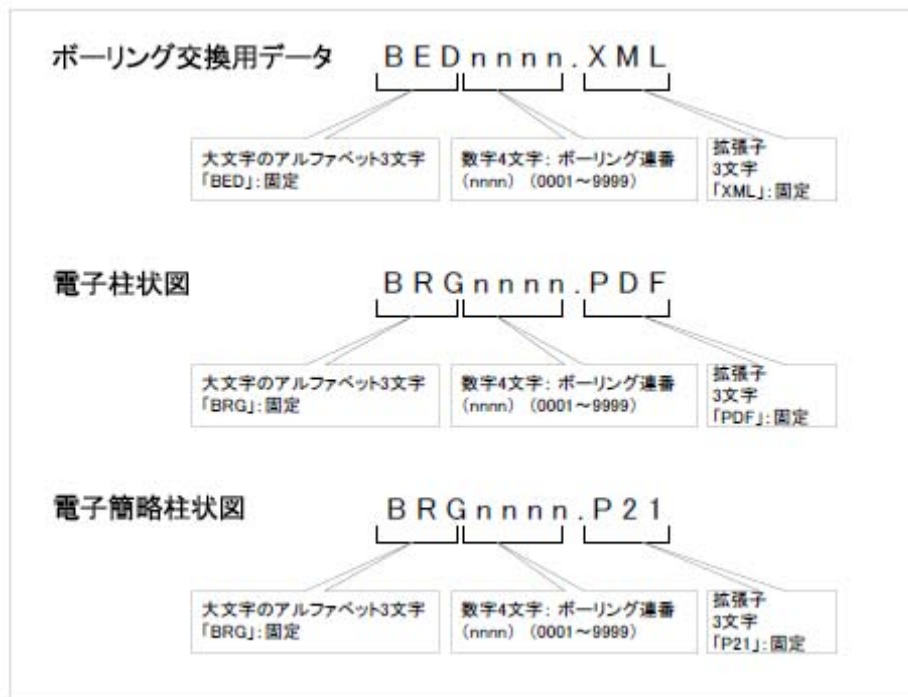 ボーリング交換用データ BEDnnnn.XML
大文字のアルファベット3文字
「BED」:固定
数字4文字: ボーリング連番
(nnnn) (0001～9999)
拡張子
3文字
「XML」:固定
電子柱状図 BRGnnnn.PDF
大文字のアルファベット3文字
「BRG」:固定
数字4文字: ボーリング連番
(nnnn) (0001～9999)
拡張子
3文字
「PDF」:固定
電子簡略柱状図 BRGnnnn.P21
大文字のアルファベット3文字
「BRG」:固定
数字4文字: ボーリング連番
(nnnn) (0001～9999)
拡張子
3文字
「P21」:固定